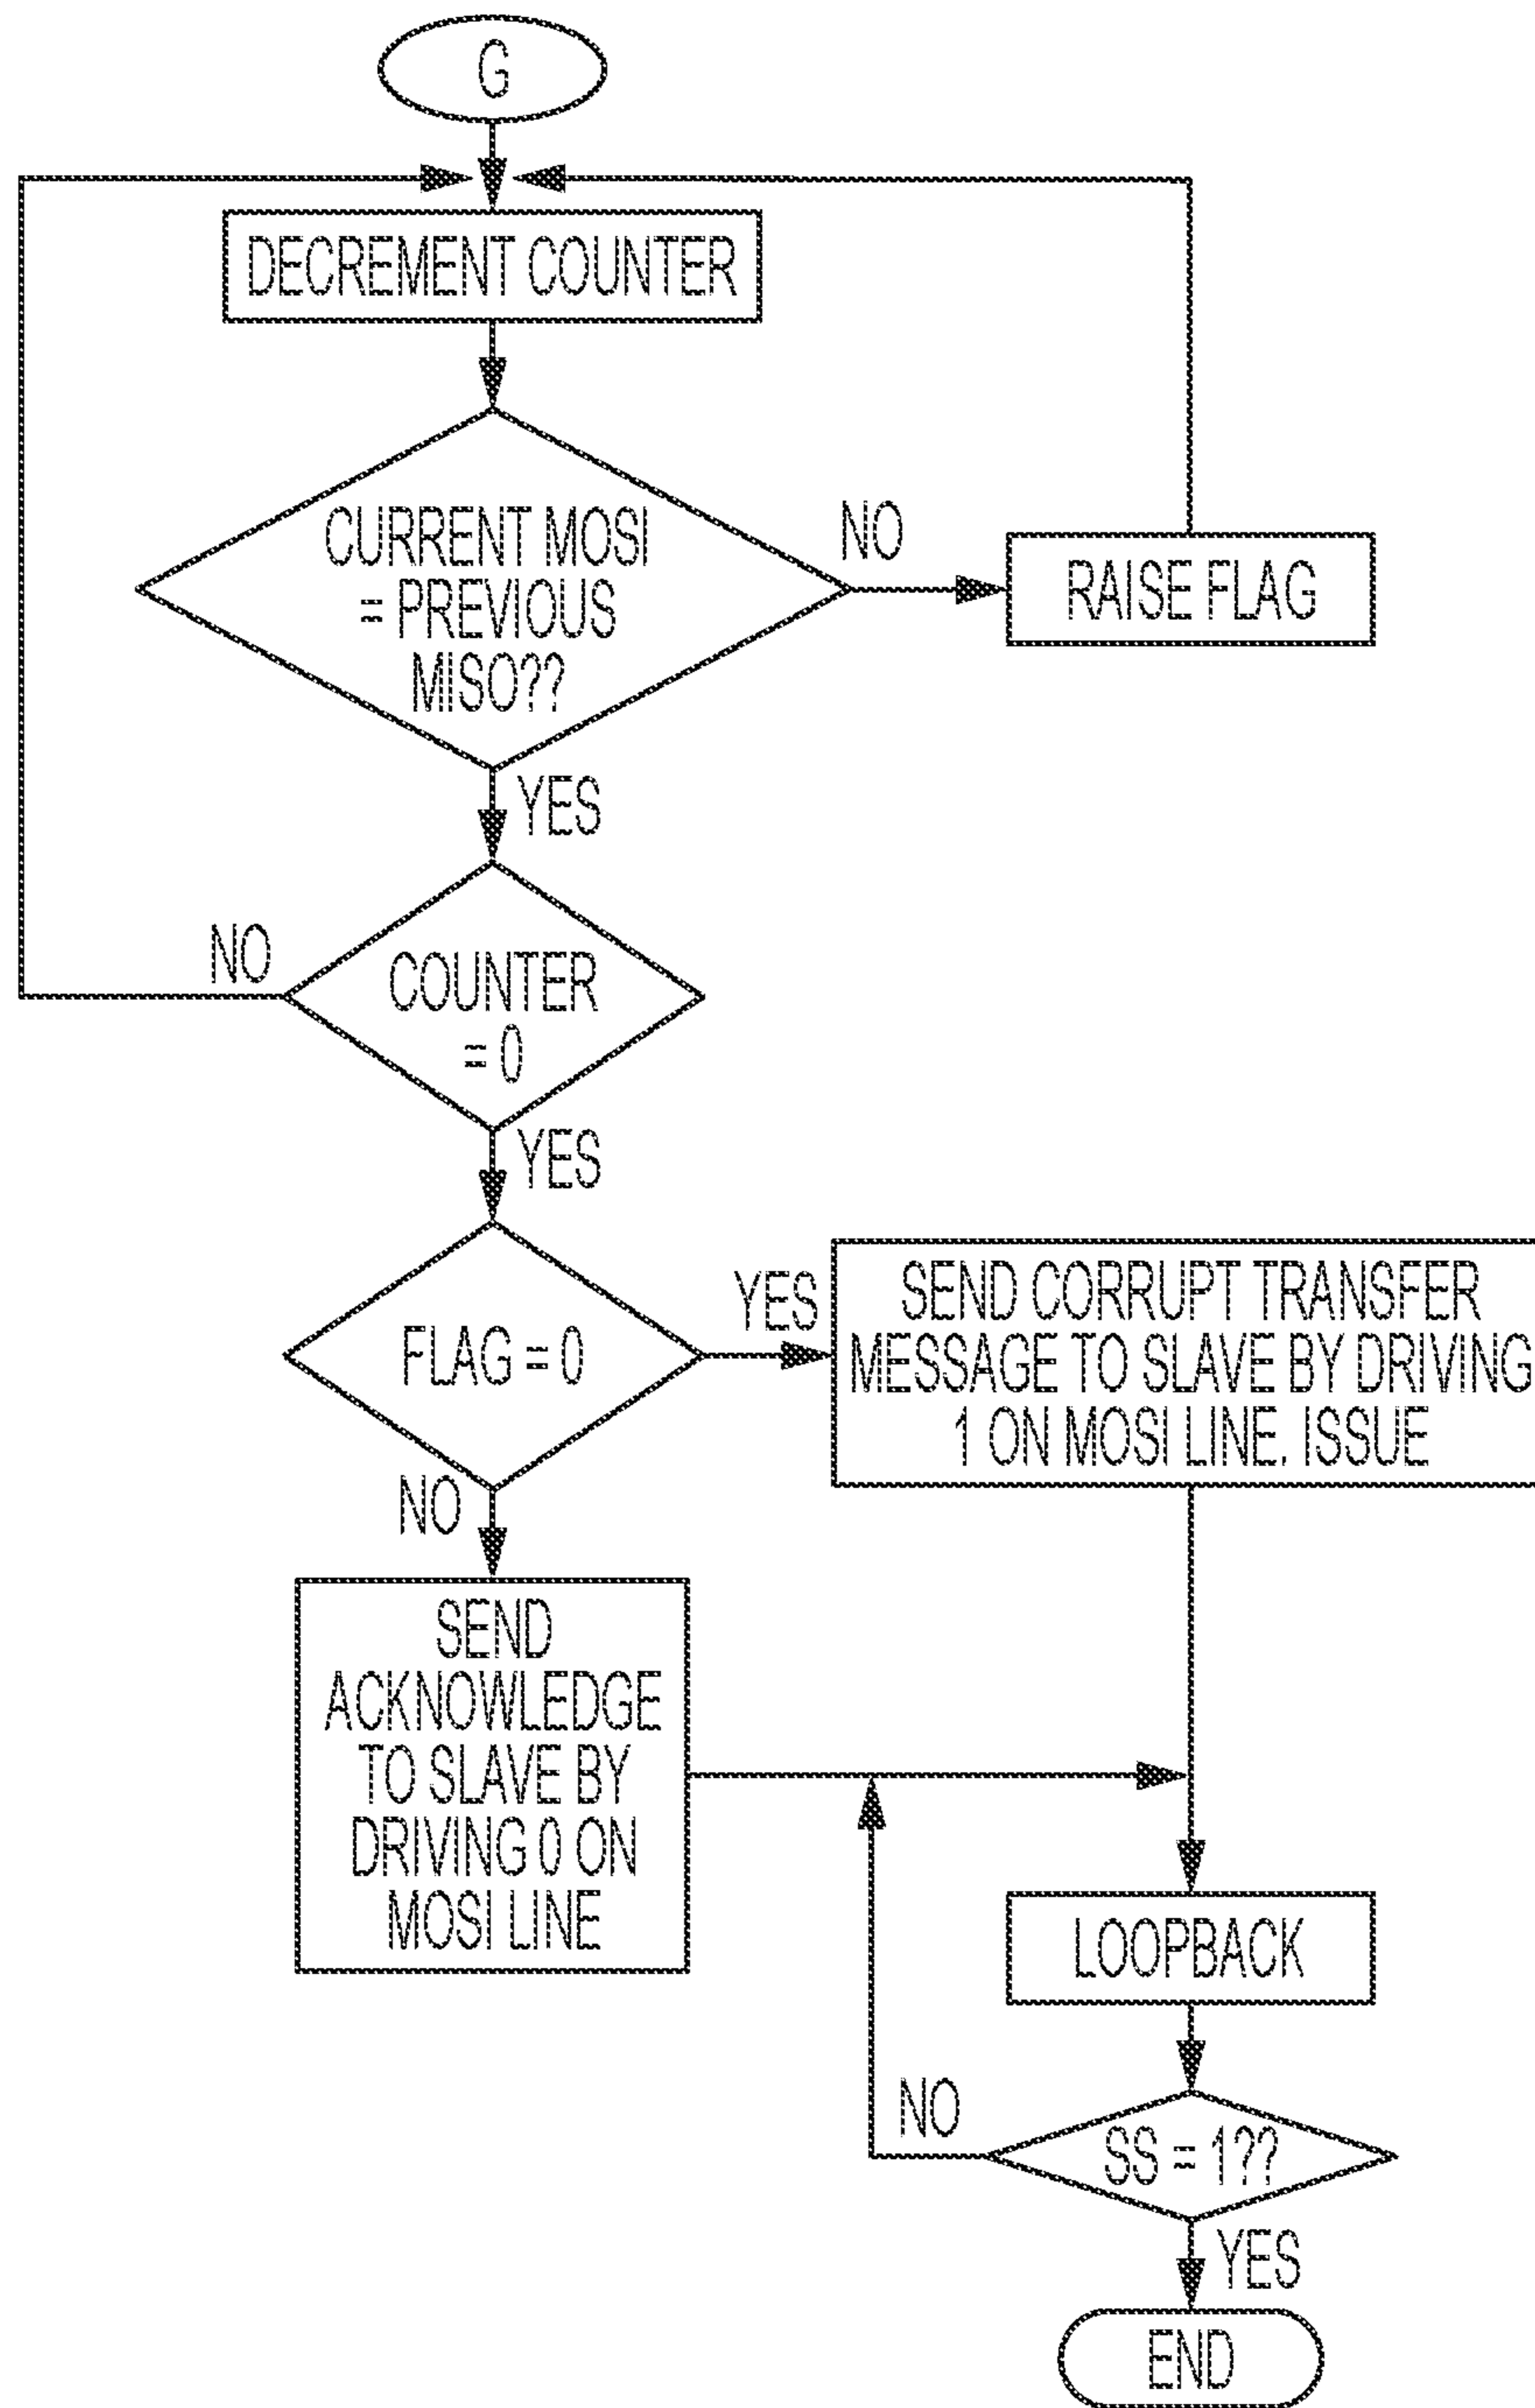 G
DECREMENT COUNTER
CURRENT MOSI
= PREVIOUS
MISO??
NO
RAISE FLAG
YES
NO
COUNTER
= 0
YES
FLAG = 0
YES
SEND CORRUPT TRANSFER
MESSAGE TO SLAVE BY DRIVING
1 ON MOSI LINE. ISSUE
NO
SEND
ACKNOWLEDGE
TO SLAVE BY
DRIVING 0 ON
MOSI LINE
LOOPBACK
NO
SS = 1??
YES
END